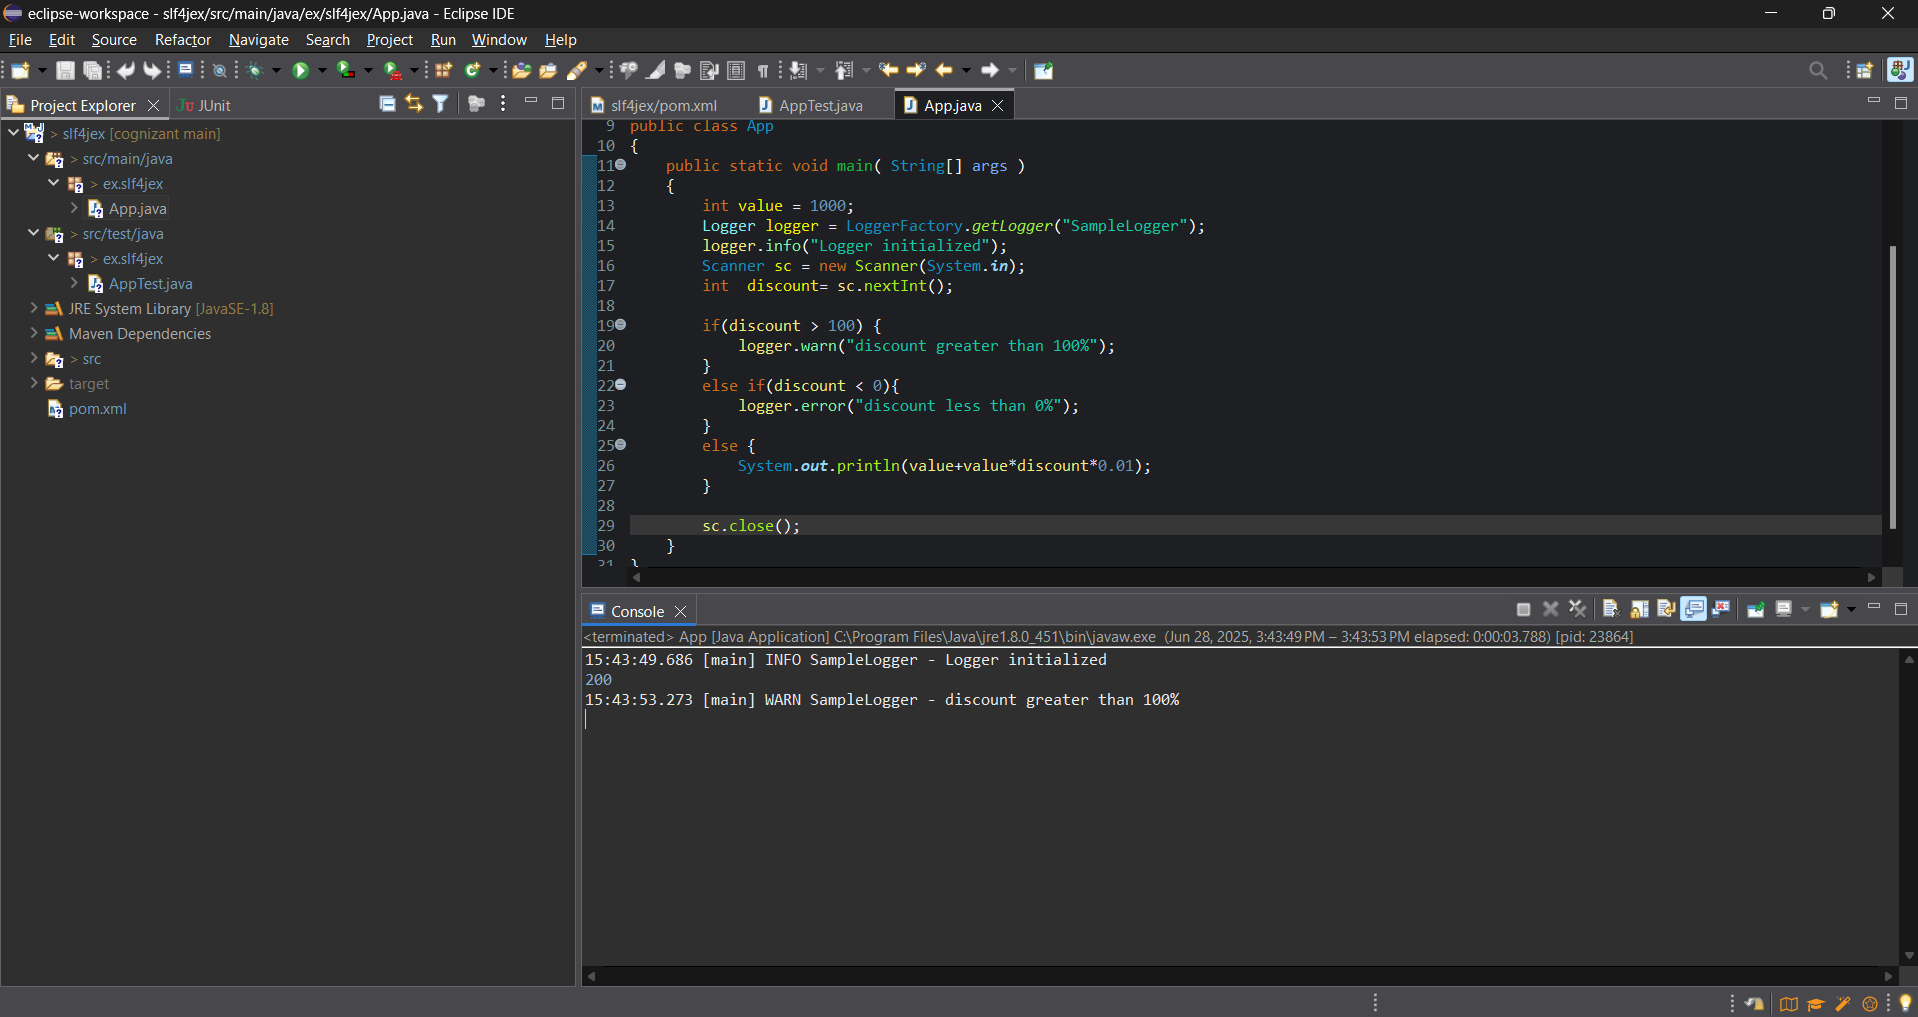 eclipse-workspace - slf4jex/src/main/java/ex/slf4jex/App.java - Eclipse IDE
File Edit Source Refactor Navigate Search Project Run Window Help
Project Explorer JUnit
> slf4jex [cognizant main]
> src/main/java
> ex.slf4jex
App.java
> src/test/java
> ex.slf4jex
AppTest.java
JRE System Library [JavaSE-1.8]
Maven Dependencies
> src
target
pom.xml
slf4jex/pom.xml AppTest.java App.java
9 public class App
10 {
11 public static void main( String[] args )
12 {
13 int value = 1000;
14 Logger logger = LoggerFactory.getLogger("SampleLogger");
15 logger.info("Logger initialized");
16 Scanner sc = new Scanner(System.in);
17 int  discount= sc.nextInt();
18
19 if(discount > 100) {
20 logger.warn("discount greater than 100%");
21 }
22 else if(discount < 0){
23 logger.error("discount less than 0%");
24 }
25 else {
26 System.out.println(value+value*discount*0.01);
27 }
28
29 sc.close();
30 }
31 }
Console
<terminated> App [Java Application] C:\Program Files\Java\jre1.8.0_451\bin\javaw.exe (Jun 28, 2025, 3:43:49 PM – 3:43:53 PM elapsed: 0:00:03.788) [pid: 23864]
15:43:49.686 [main] INFO SampleLogger - Logger initialized
200
15:43:53.273 [main] WARN SampleLogger - discount greater than 100%